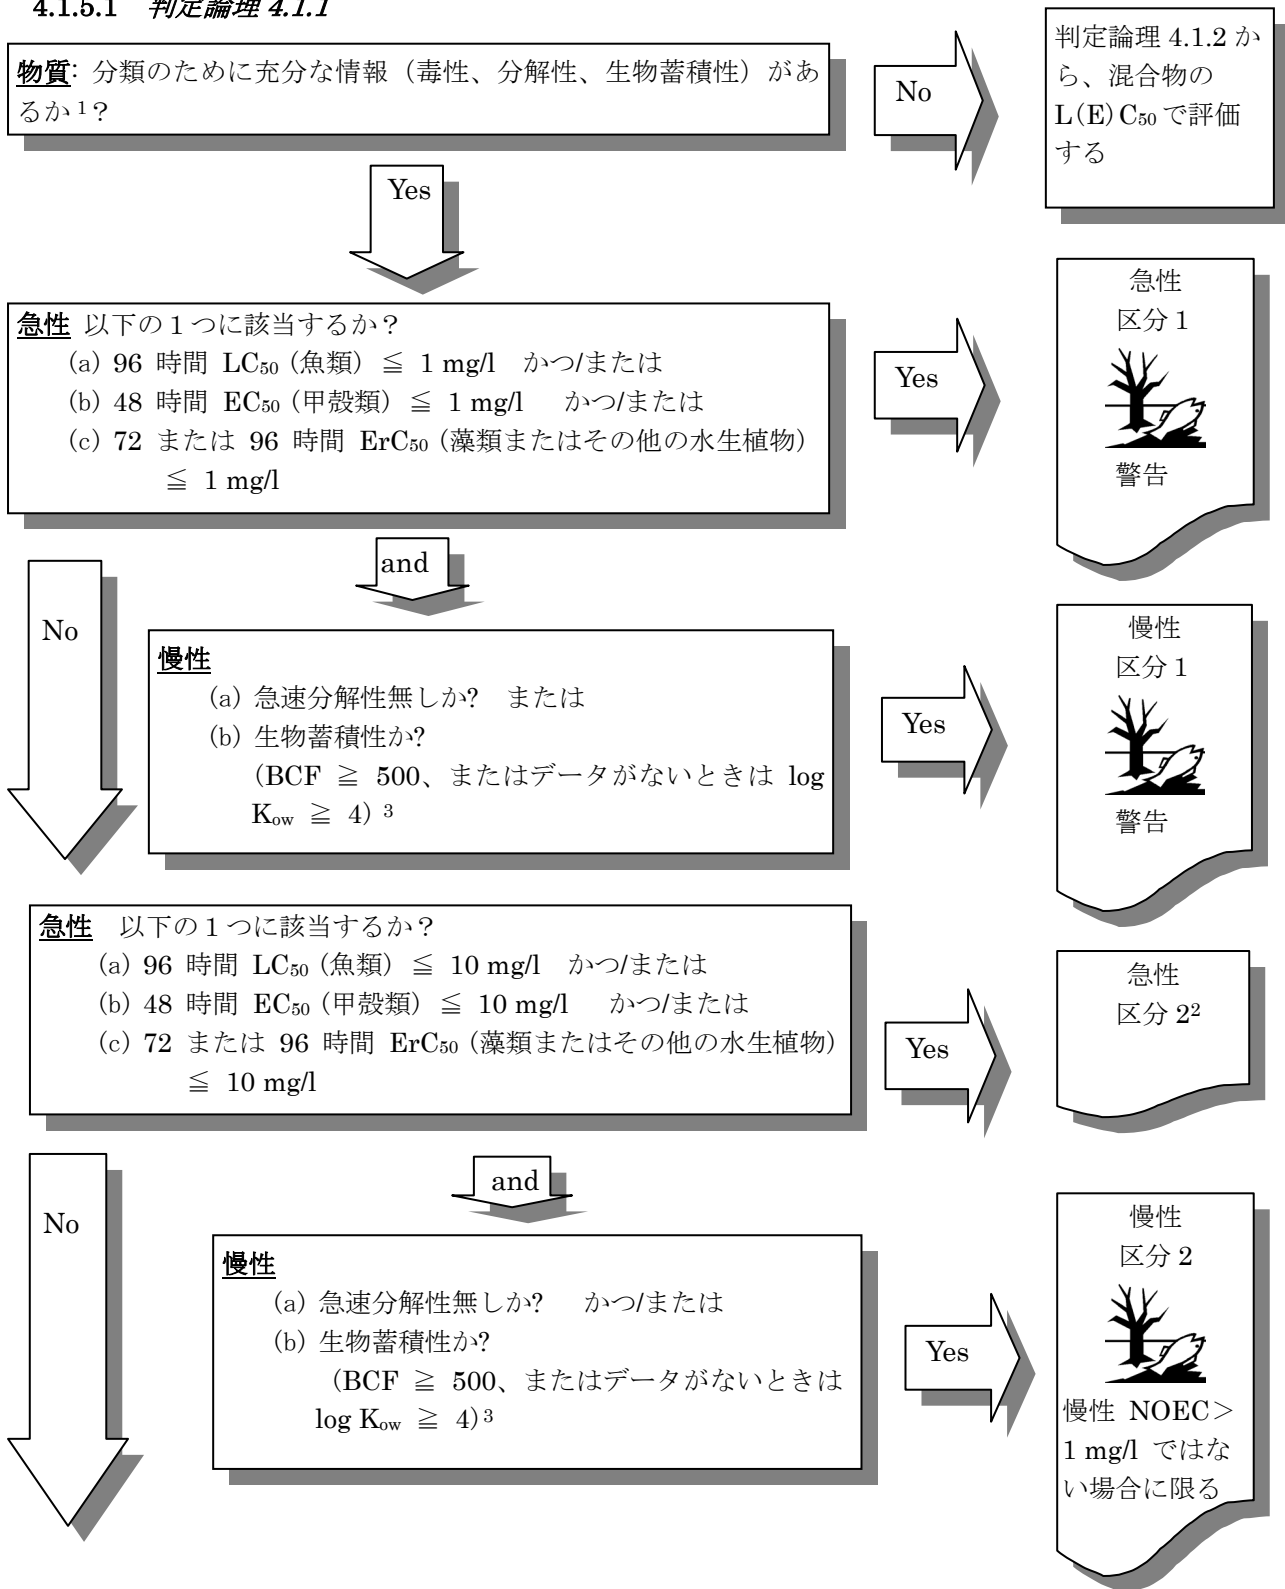 4.1.5.1 判定論理 4.1.1
物質: 分類のために充分な情報（毒性、分解性、生物蓄積性）があ
るか¹?
No
判定論理 4.1.2 か
ら、混合物の
L(E)C₅₀で評価
する
Yes
急性 以下の1つに該当するか?
(a) 96 時間 LC₅₀ (魚類) ≦ 1 mg/l かつ/または
(b) 48 時間 EC₅₀ (甲殻類) ≦ 1 mg/l かつ/または
(c) 72 または 96 時間 ErC₅₀ (藻類またはその他の水生植物)
≦ 1 mg/l
Yes
急性
区分 1
警告
and
No
慢性
(a) 急速分解性無しか? または
(b) 生物蓄積性か?
(BCF ≧ 500、またはデータがないときは log
Kow ≧ 4) ³
Yes
慢性
区分 1
警告
急性 以下の1つに該当するか?
(a) 96 時間 LC₅₀ (魚類) ≦ 10 mg/l かつ/または
(b) 48 時間 EC₅₀ (甲殻類) ≦ 10 mg/l かつ/または
(c) 72 または 96 時間 ErC₅₀ (藻類またはその他の水生植物)
≦ 10 mg/l
Yes
急性
区分 2²
and
No
慢性
(a) 急速分解性無しか? かつ/または
(b) 生物蓄積性か?
(BCF ≧ 500、またはデータがないときは
log Kow ≧ 4)³
Yes
慢性
区分 2
慢性 NOEC＞
1 mg/l ではな
い場合に限る